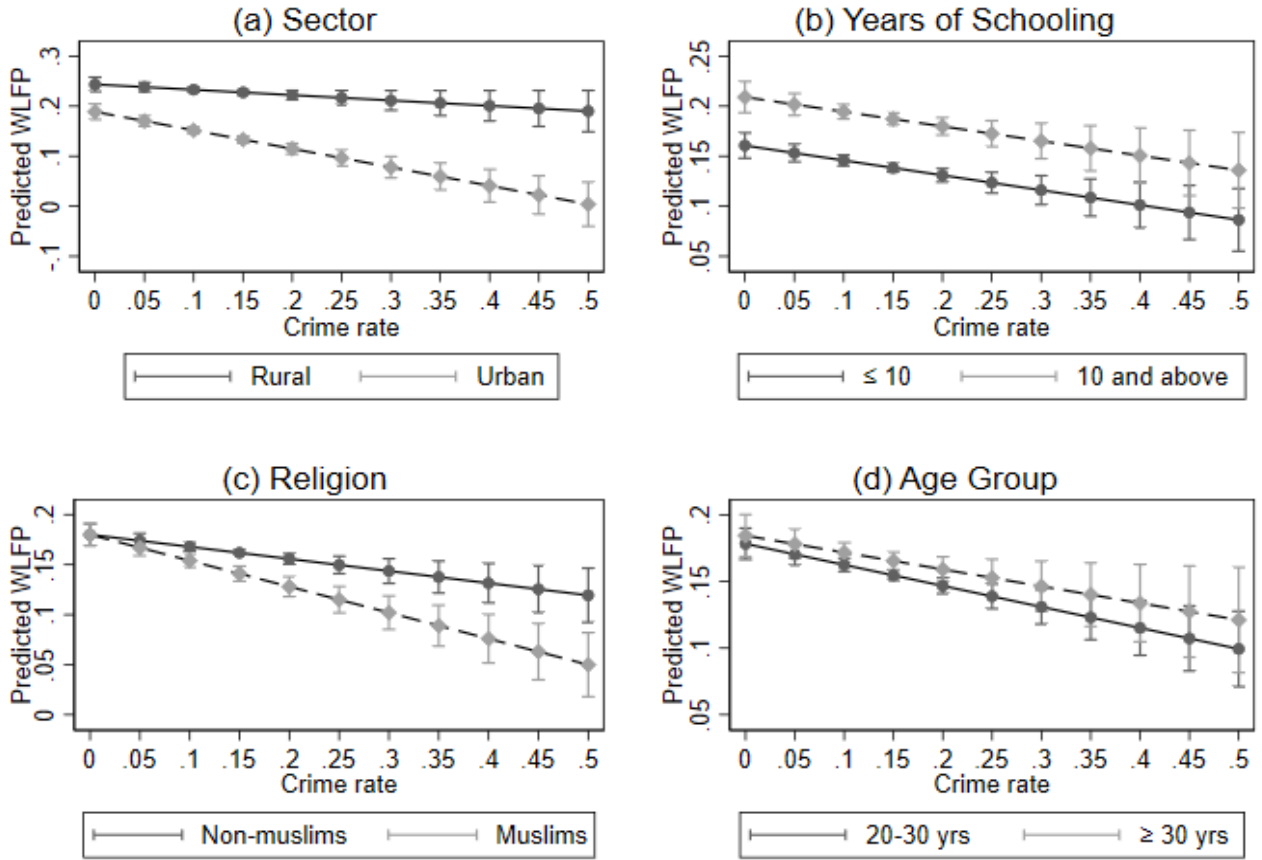 (a) Sector
Predicted WLFP
-.1 0 .1 .2 .3
0 .05 .1 .15 .2 .25 .3 .35 .4 .45 .5
Crime rate
Rural Urban
(b) Years of Schooling
Predicted WLFP
.05 .1 .15 .2 .25
0 .05 .1 .15 .2 .25 .3 .35 .4 .45 .5
Crime rate
≤ 10 10 and above
(c) Religion
Predicted WLFP
0 .05 .1 .15 .2
0 .05 .1 .15 .2 .25 .3 .35 .4 .45 .5
Crime rate
Non-muslims Muslims
(d) Age Group
Predicted WLFP
.05 .1 .15 .2
0 .05 .1 .15 .2 .25 .3 .35 .4 .45 .5
Crime rate
20-30 yrs ≥ 30 yrs